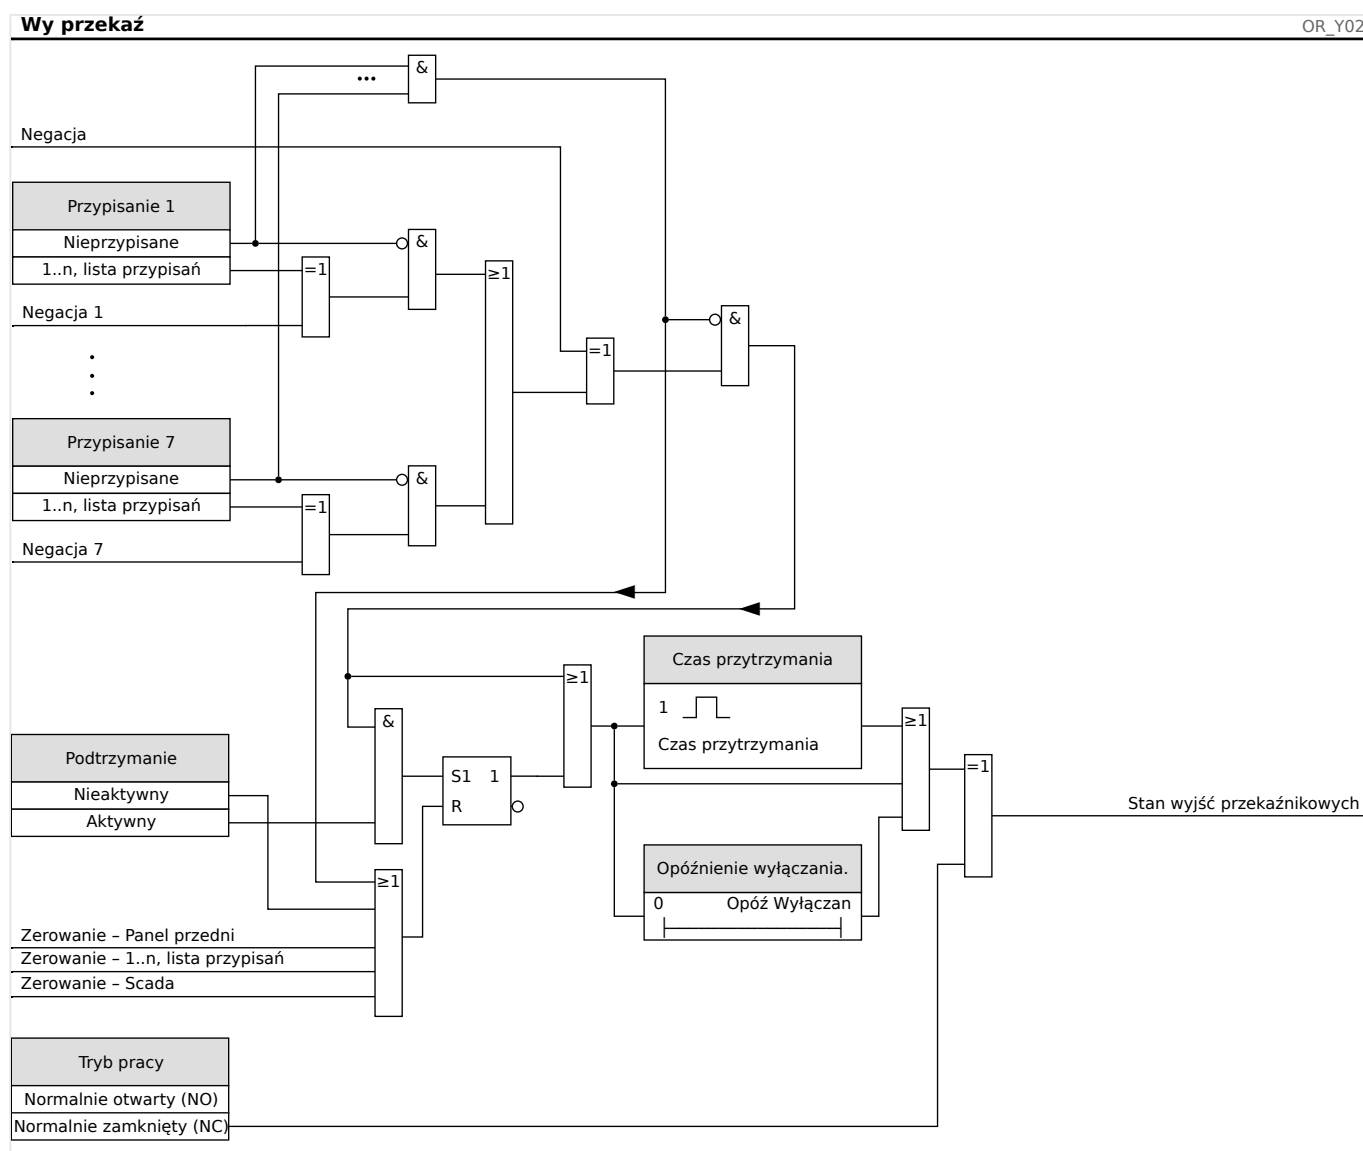 Wy przekaź
OR_Y02
&
Negacja
Przypisanie 1
Nieprzypisane
1..n, lista przypisań
=1
&
≥1
Negacja 1
=1
&
Przypisanie 7
Nieprzypisane
1..n, lista przypisań
=1
&
Negacja 7
Czas przytrzymania
1
Czas przytrzymania
≥1
&
≥1
=1
Podtrzymanie
Nieaktywny
Aktywny
S1 1
R
Stan wyjść przekaźnikowych
Opóźnienie wyłączania.
0 Opóź Wyłączan
≥1
Zerowanie – Panel przedni
Zerowanie – 1..n, lista przypisań
Zerowanie – Scada
Tryb pracy
Normalnie otwarty (NO)
Normalnie zamknięty (NC)